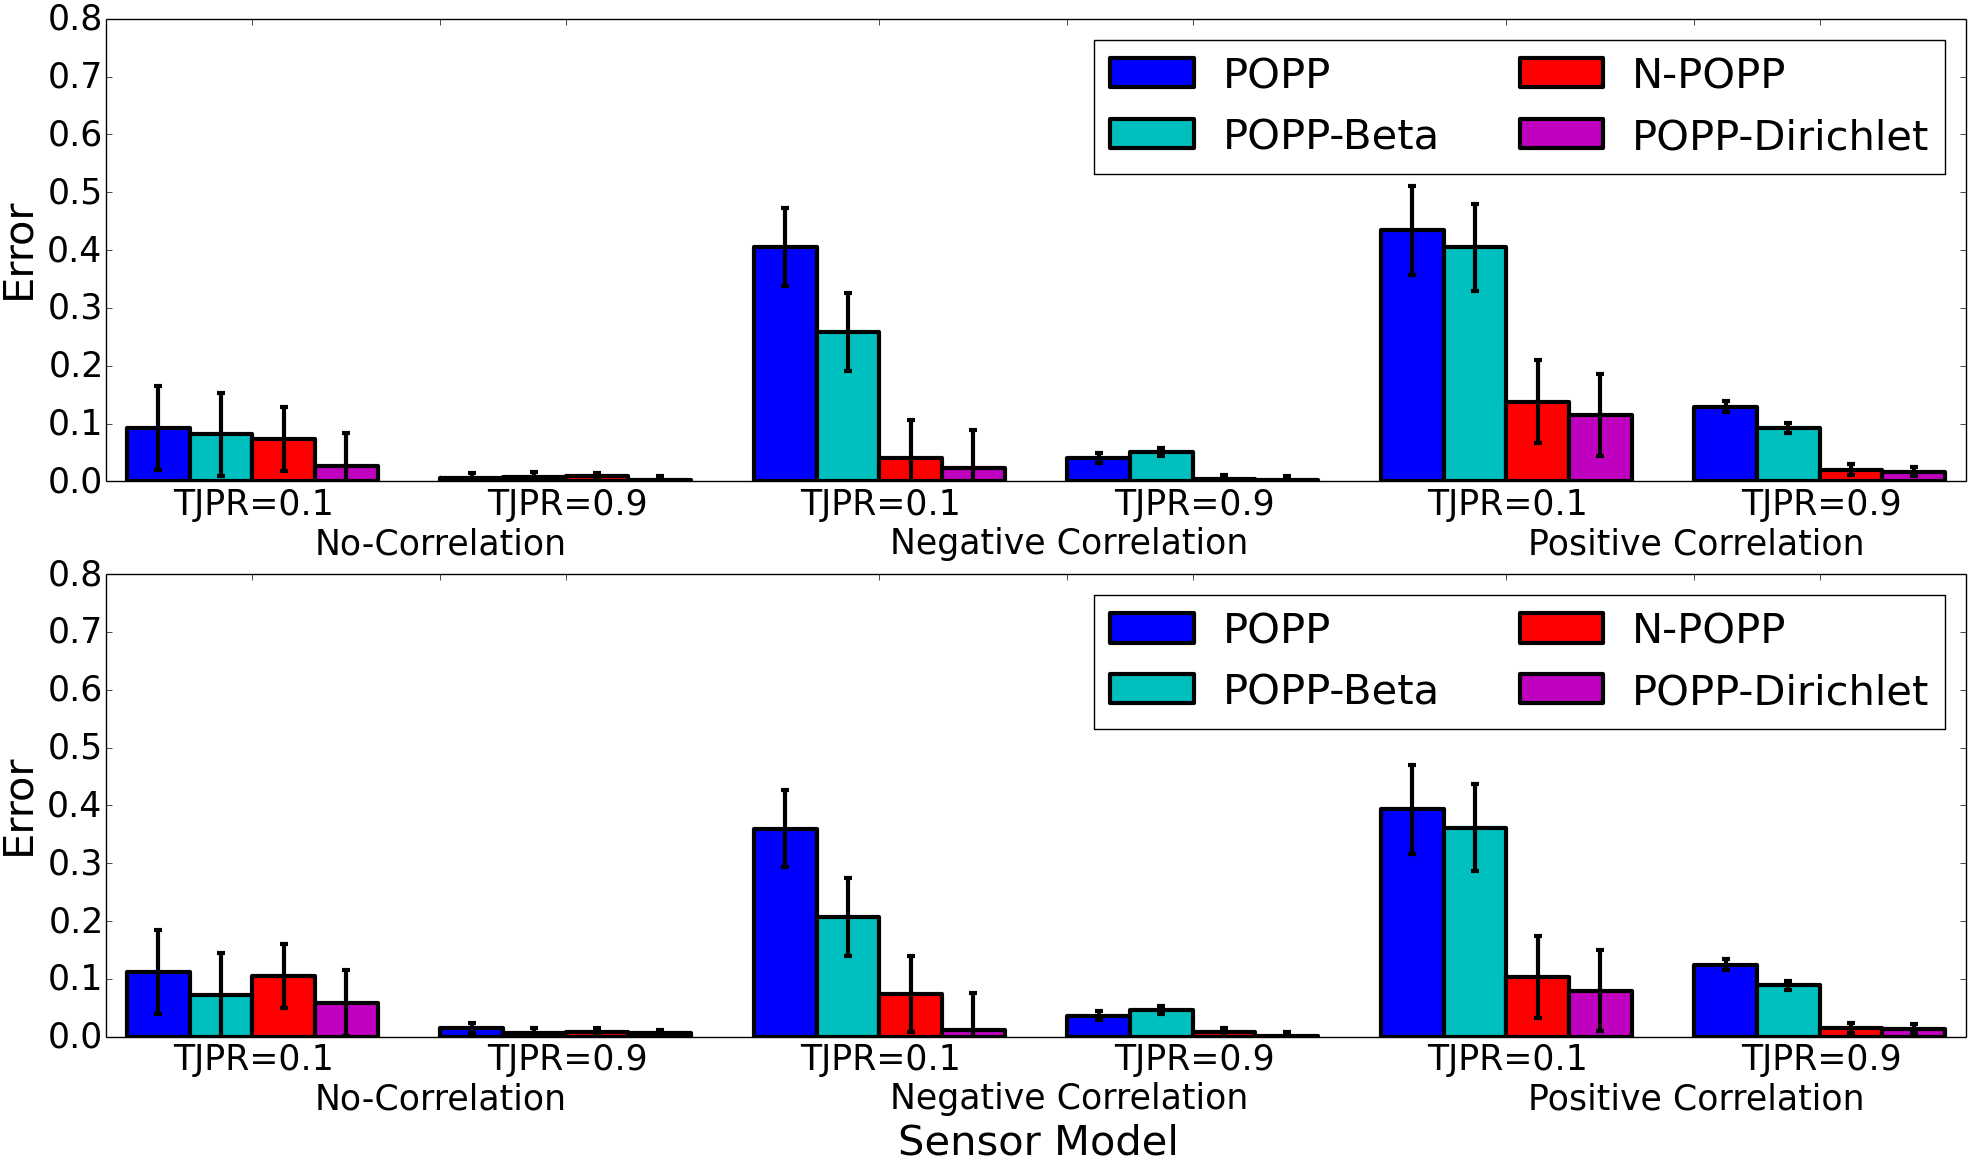 0.8
0.7
0.6
0.5
0.4
0.3
0.2
0.1
0.0
Error
POPP N-POPP
POPP-Beta POPP-Dirichlet
TJPR=0.1 TJPR=0.9 TJPR=0.1 TJPR=0.9 TJPR=0.1 TJPR=0.9
No-Correlation Negative Correlation Positive Correlation
0.8
0.7
0.6
0.5
0.4
0.3
0.2
0.1
0.0
Error
POPP N-POPP
POPP-Beta POPP-Dirichlet
TJPR=0.1 TJPR=0.9 TJPR=0.1 TJPR=0.9 TJPR=0.1 TJPR=0.9
No-Correlation Negative Correlation Positive Correlation
Sensor Model